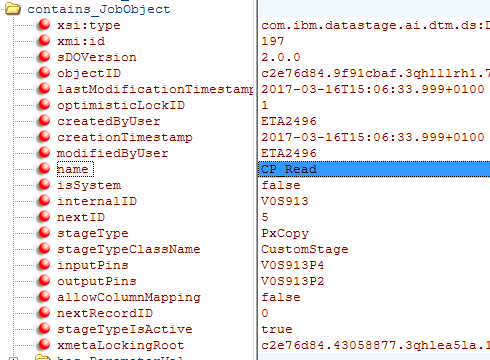 contains_JobObject
xsi:type com.ibm.datastage.ai.dtm.ds:
xmi:id 197
sDOVersion 2.0.0
objectID c2e76d84.9f91cbaf.3qhlllrh1.
lastModificationTimestamp 2017-03-16T15:06:33.999+0100
optimisticLockID 1
createdByUser ETA2496
creationTimestamp 2017-03-16T15:06:33.999+0100
modifiedByUser ETA2496
name CP_Read
isSystem false
internalID V0S913
nextID 5
stageType PxCopy
stageTypeClassName CustomStage
inputPins V0S913P4
outputPins V0S913P2
allowColumnMapping false
nextRecordID 0
stageTypeIsActive true
xmetaLockingRoot c2e76d84.43058877.3qhlea5la.1
has_ParameterVal